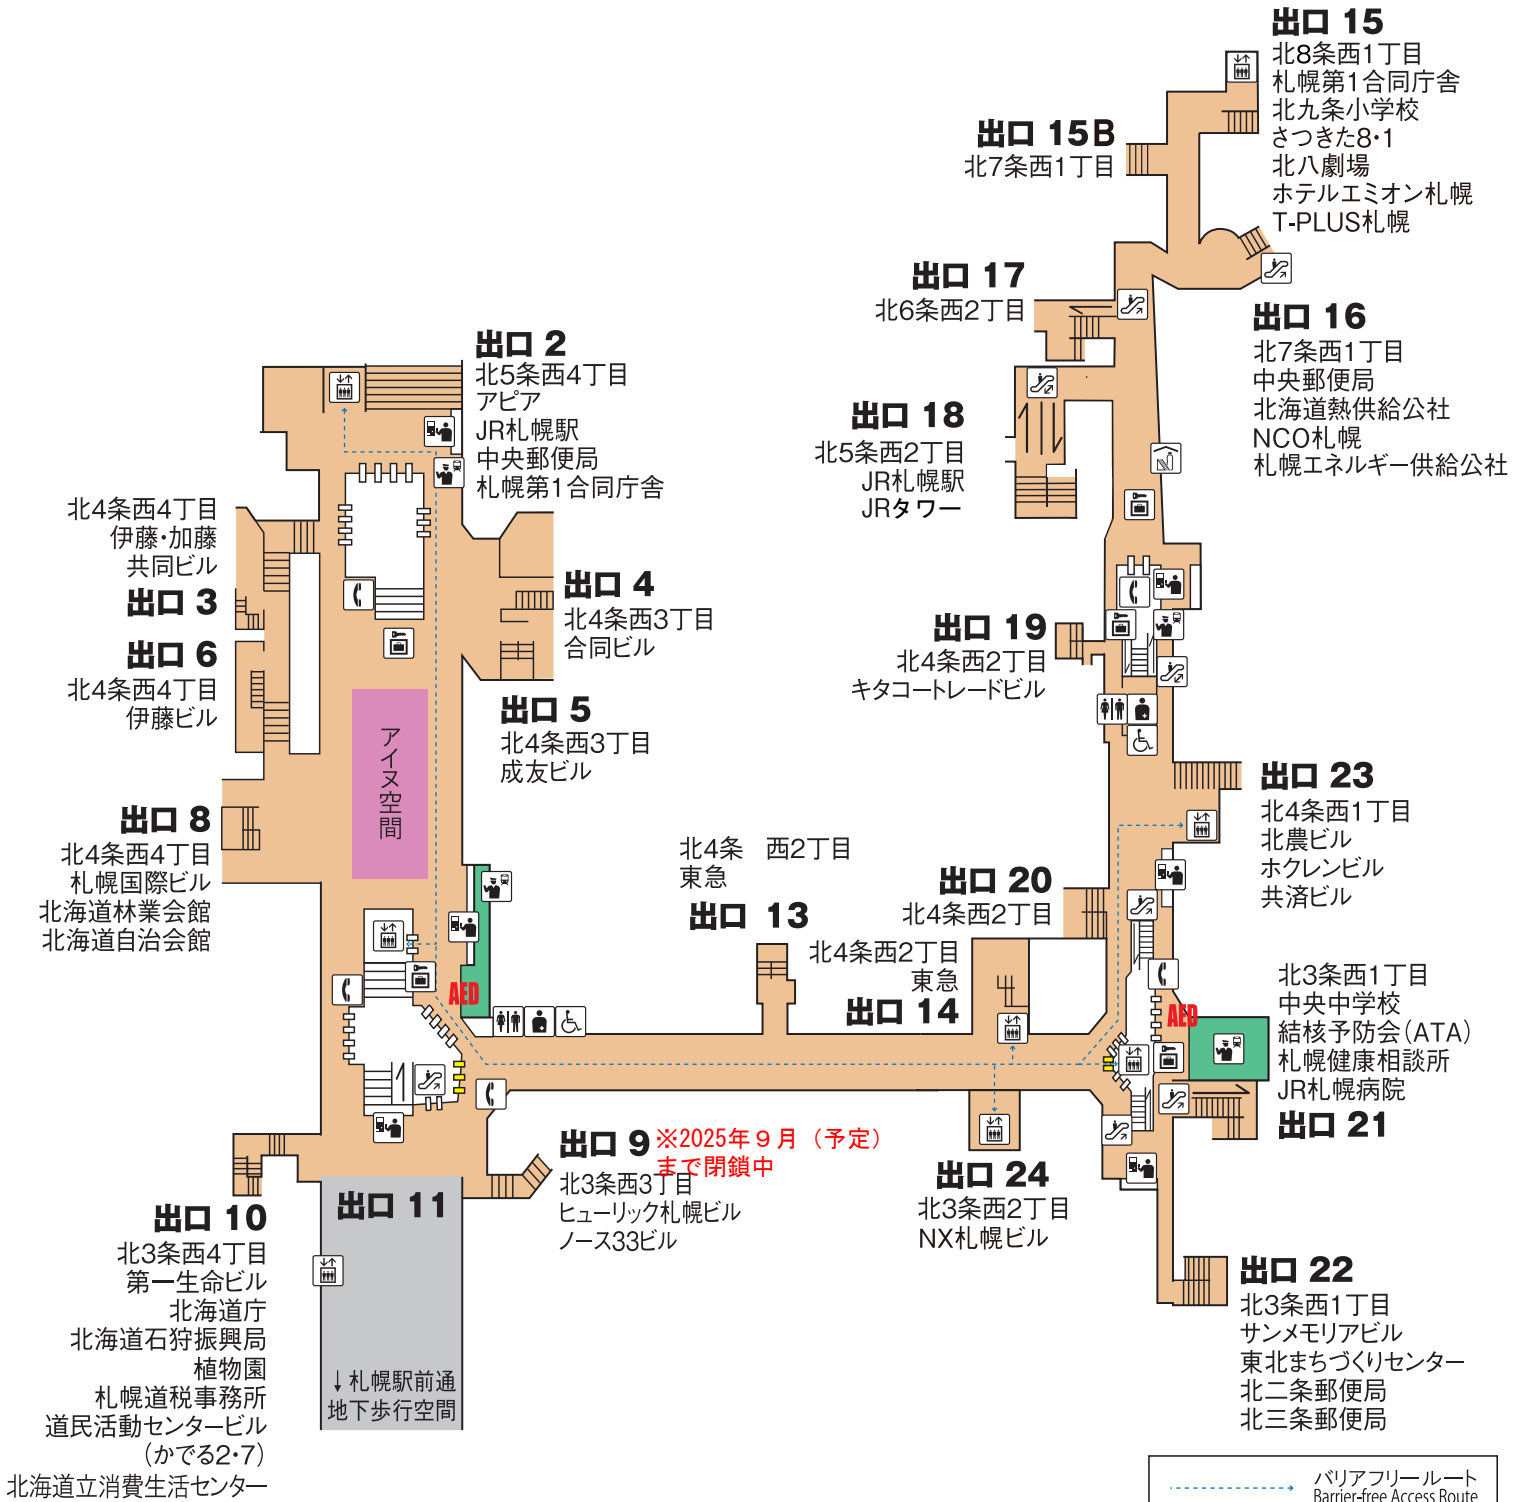 出口 15
北8条西1丁目
札幌第1合同庁舎
北九条小学校
さつきた8・1
北八劇場
ホテルエミオン札幌
T-PLUS札幌
出口 15B
北7条西1丁目
出口 17
北6条西2丁目
出口 16
北7条西1丁目
中央郵便局
北海道熱供給公社
NCO札幌
札幌エネルギー供給公社
出口 2
北5条西4丁目
アピア
JR札幌駅
中央郵便局
札幌第1合同庁舎
出口 18
北5条西2丁目
JR札幌駅
JRタワー
北4条西4丁目
伊藤・加藤
共同ビル
出口 3
出口 4
北4条西3丁目
合同ビル
出口 19
北4条西2丁目
キタコートレードビル
出口 6
北4条西4丁目
伊藤ビル
出口 5
北4条西3丁目
成友ビル
アイヌ空間
出口 23
北4条西1丁目
北農ビル
ホクレンビル
共済ビル
出口 8
北4条西4丁目
札幌国際ビル
北海道林業会館
北海道自治会館
北4条 西2丁目
東急
出口 13
出口 20
北4条西2丁目
北4条西2丁目
東急
出口 14
AED
AED
北3条西1丁目
中央中学校
結核予防会(ATA)
札幌健康相談所
JR札幌病院
出口 21
出口 9
※2025年9月(予定)
まで閉鎖中
北3条西3丁目
ヒューリック札幌ビル
ノース33ビル
出口 24
北3条西2丁目
NX札幌ビル
出口 11
出口 10
北3条西4丁目
第一生命ビル
北海道庁
北海道石狩振興局
植物園
札幌道税事務所
道民活動センタービル
(かでる2・7)
北海道立消費生活センター
↓札幌駅前通
地下歩行空間
出口 22
北3条西1丁目
サンメモリアビル
東北まちづくりセンター
北二条郵便局
北三条郵便局
バリアフリールート
Barrier-free Access Route